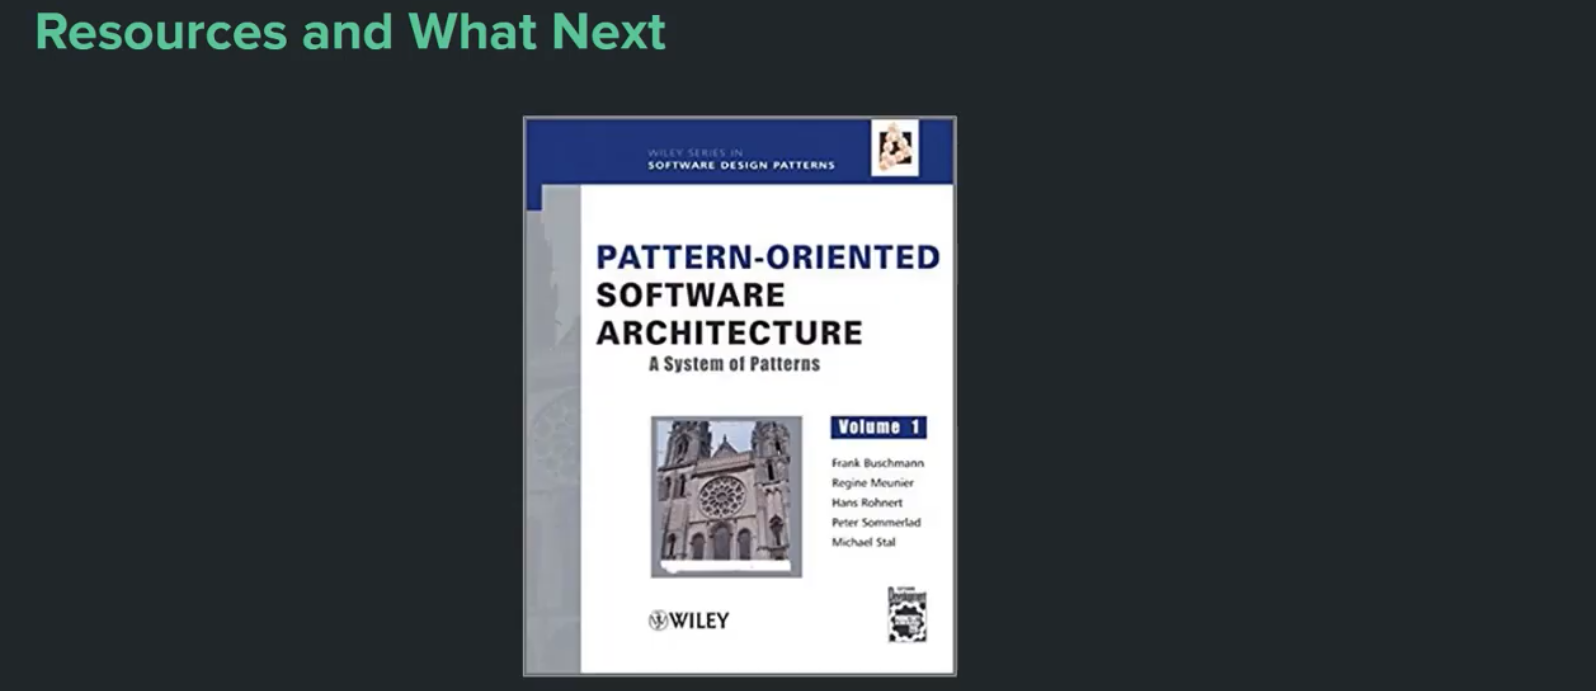 Resources and What Next
WILEY SERIES IN
SOFTWARE DESIGN PATTERNS
PATTERN-ORIENTED
SOFTWARE
ARCHITECTURE
A System of Patterns
Volume 1
Frank Buschmann
Regine Meunier
Hans Rohnert
Peter Sommerlad
Michael Stal
WILEY
Development